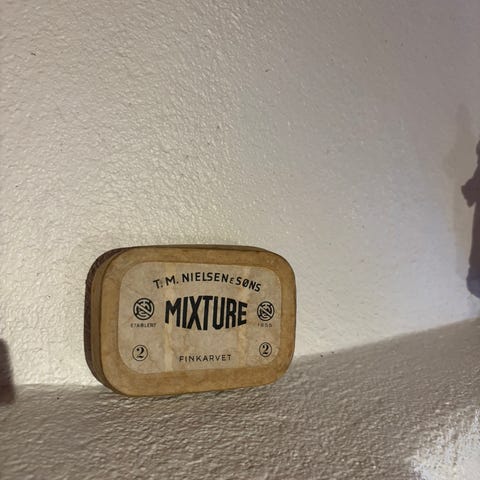 T. M. NIELSEN & SØNS
MIXTURE
ETABLERT 1855
2 2
FINKARVET